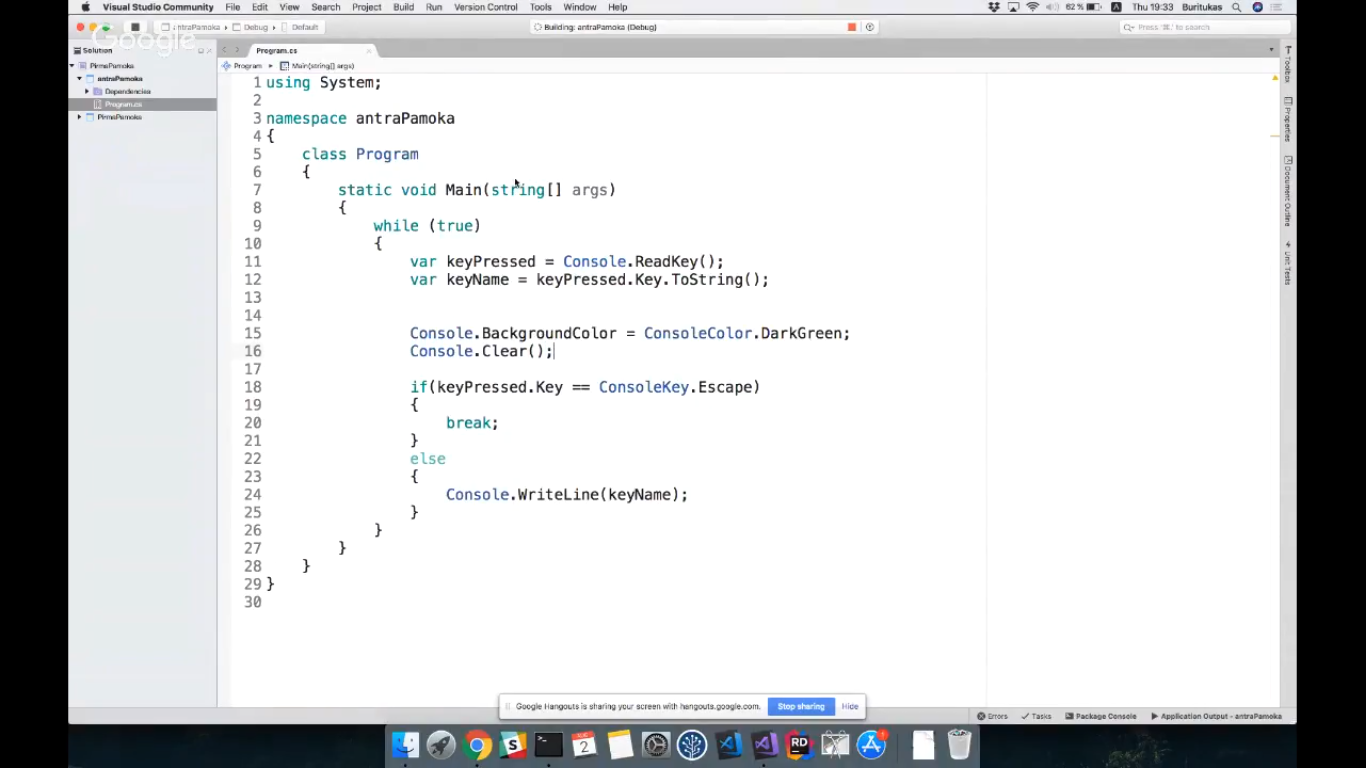 Visual Studio Community File Edit View Search Project Build Run Version Control Tools Window Help 62 % Thu 19:33 Buritukas
antraPamoka › Debug › Default Building: antraPamoka (Debug) Press '⌘.' to search
Google
Solution Program.cs
Program › Main(string[] args)
PirmaPamoka
antraPamoka
Dependencies
Program.cs
PirmaPamoka
1 using System;
2
3 namespace antraPamoka
4 {
5 class Program
6 {
7 static void Main(string[] args)
8 {
9 while (true)
10 {
11 var keyPressed = Console.ReadKey();
12 var keyName = keyPressed.Key.ToString();
13
14
15 Console.BackgroundColor = ConsoleColor.DarkGreen;
16 Console.Clear();
17
18 if(keyPressed.Key == ConsoleKey.Escape)
19 {
20 break;
21 }
22 else
23 {
24 Console.WriteLine(keyName);
25 }
26 }
27 }
28 }
29 }
30
Toolbox
Properties
Document Outline
Unit Tests
Google Hangouts is sharing your screen with hangouts.google.com. Stop sharing Hide
Errors Tasks Package Console Application Output - antraPamoka
AUG
2
RD